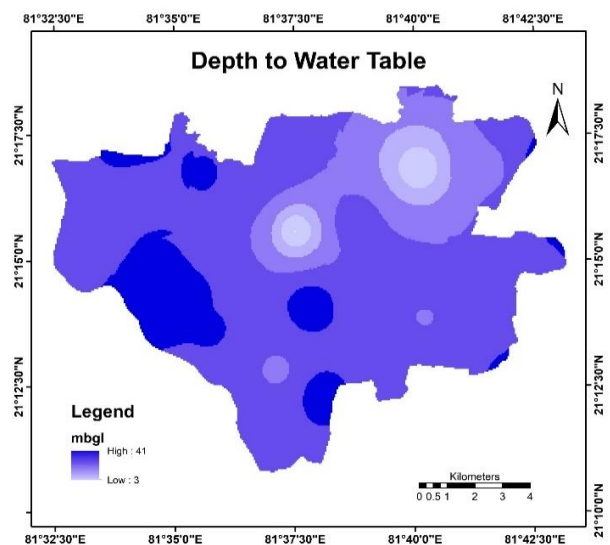 81°32'30"E 81°35'0"E 81°37'30"E 81°40'0"E 81°42'30"E
Depth to Water Table
N
21°17'30"N 21°17'30"N
21°15'0"N 21°15'0"N
21°12'30"N 21°12'30"N
Legend
mbgl
High : 41
Low : 3
Kilometers
0 0.5 1 2 3 4
21°10'0"N
81°32'30"E 81°35'0"E 81°37'30"E 81°40'0"E 81°42'30"E